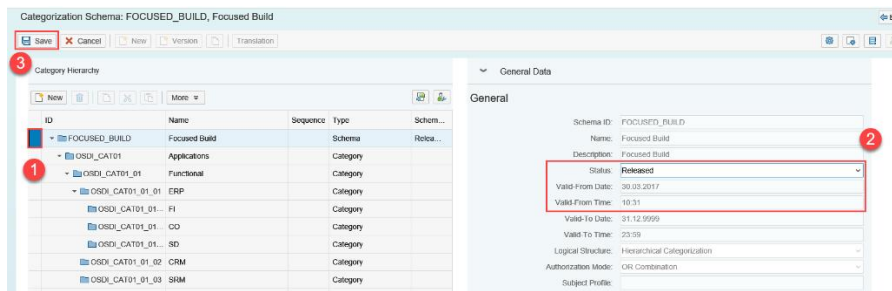 Categorization Schema: FOCUSED_BUILD, Focused Build
Save Cancel New Version Translation
3
Category Hierarchy
New More
ID Name Sequence Type Schem...
FOCUSED_BUILD Focused Build Schema Relea...
OSDI_CAT01 Applications Category
1
OSDI_CAT01_01 Functional Category
OSDI_CAT01_01_01 ERP Category
OSDI_CAT01_01... FI Category
OSDI_CAT01_01... CO Category
OSDI_CAT01_01... SD Category
OSDI_CAT01_01_02 CRM Category
OSDI_CAT01_01_03 SRM Category
General Data
General
Schema ID: FOCUSED_BUILD
Name: Focused Build
2
Description: Focused Build
Status: Released
Valid-From Date: 30.03.2017
Valid-From Time: 10:31
Valid-To Date: 31.12.9999
Valid To Time: 23:59
Logical Structure: Hierarchical Categorization
Authorization Mode: OR Combination
Subject Profile: